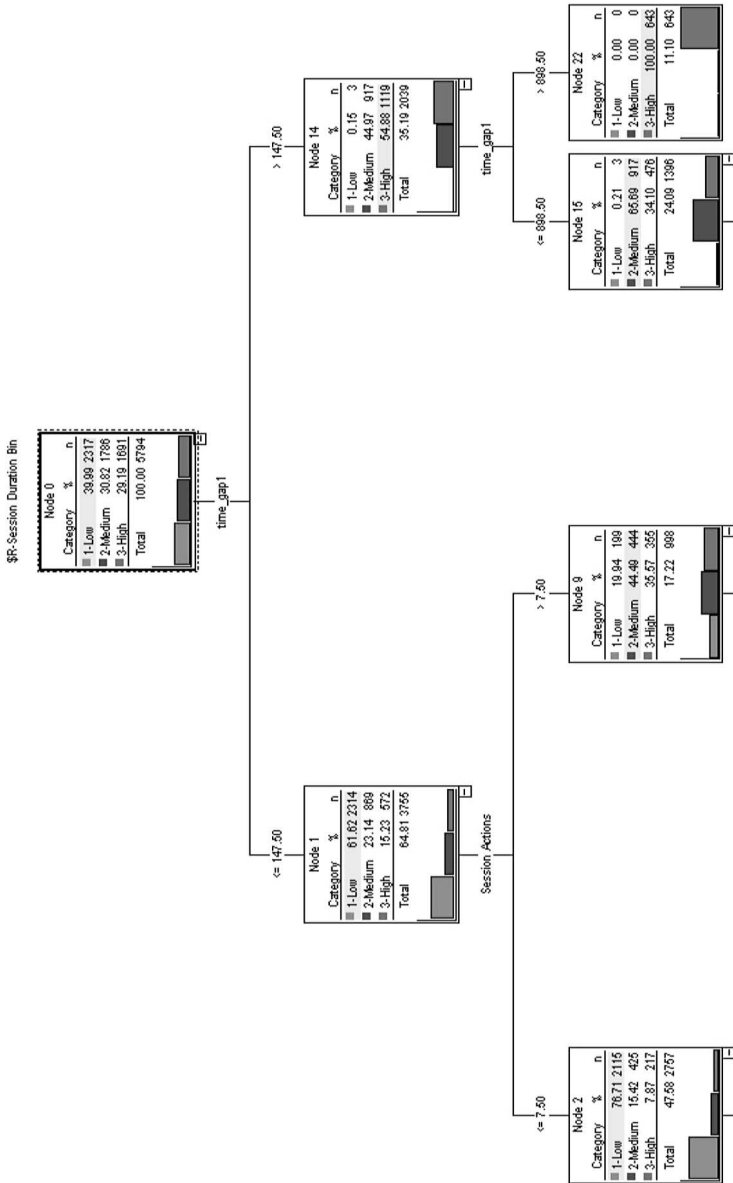 $R-Session Duration Bin
Node 0
Category % n
1-Low 39.99 2317
2-Medium 30.82 1786
3-High 29.19 1691
Total 100.00 5794
time_gap1
<= 147.50
> 147.50
Node 1
Category % n
1-Low 61.62 2314
2-Medium 23.14 869
3-High 15.23 572
Total 64.81 3755
Session Actions
Node 14
Category % n
1-Low 0.15 3
2-Medium 44.97 917
3-High 54.88 1119
Total 35.19 2039
time_gap1
<= 7.50
> 7.50
<= 898.50
> 898.50
Node 2
Category % n
1-Low 76.71 2115
2-Medium 15.42 425
3-High 7.87 217
Total 47.58 2757
Node 9
Category % n
1-Low 19.94 199
2-Medium 44.49 444
3-High 35.57 355
Total 17.22 998
Node 15
Category % n
1-Low 0.21 3
2-Medium 65.69 917
3-High 34.10 476
Total 24.09 1396
Node 22
Category % n
1-Low 0.00 0
2-Medium 0.00 0
3-High 100.00 643
Total 11.10 643